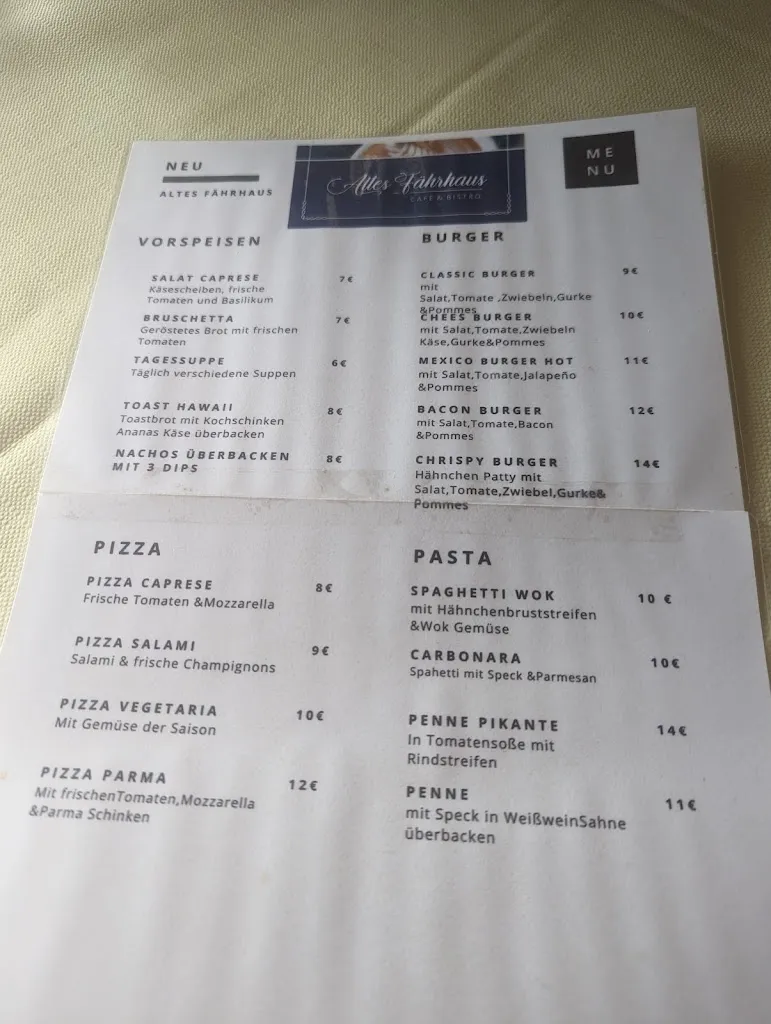 NEU
ALTES FÄHRHAUS
Altes Fährhaus
CAFE & BISTRO
ME
NU
VORSPEISEN
SALAT CAPRESE 7€
Käsescheiben, frische
Tomaten und Basilikum
BRUSCHETTA 7€
Geröstetes Brot mit frischen
Tomaten
TAGESSUPPE 6€
Täglich verschiedene Suppen
TOAST HAWAII 8€
Toastbrot mit Kochschinken
Ananas Käse überbacken
NACHOS ÜBERBACKEN 8€
MIT 3 DIPS
BURGER
CLASSIC BURGER 9€
mit
Salat,Tomate ,Zwiebeln,Gurke
&Pommes
CHEES BURGER 10€
mit Salat,Tomate,Zwiebeln
Käse,Gurke&Pommes
MEXICO BURGER HOT 11€
mit Salat,Tomate,Jalapeño
&Pommes
BACON BURGER 12€
mit Salat,Tomate,Bacon
&Pommes
CHRISPY BURGER 14€
Hähnchen Patty mit
Salat,Tomate,Zwiebel,Gurke&
Pommes
PIZZA
PIZZA CAPRESE 8€
Frische Tomaten &Mozzarella
PIZZA SALAMI 9€
Salami & frische Champignons
PIZZA VEGETARIA 10€
Mit Gemüse der Saison
PIZZA PARMA 12€
Mit frischenTomaten,Mozzarella
&Parma Schinken
PASTA
SPAGHETTI WOK 10 €
mit Hähnchenbruststreifen
&Wok Gemüse
CARBONARA 10€
Spahetti mit Speck &Parmesan
PENNE PIKANTE 14€
In Tomatensoße mit
Rindstreifen
PENNE 11€
mit Speck in WeißweinSahne
überbacken